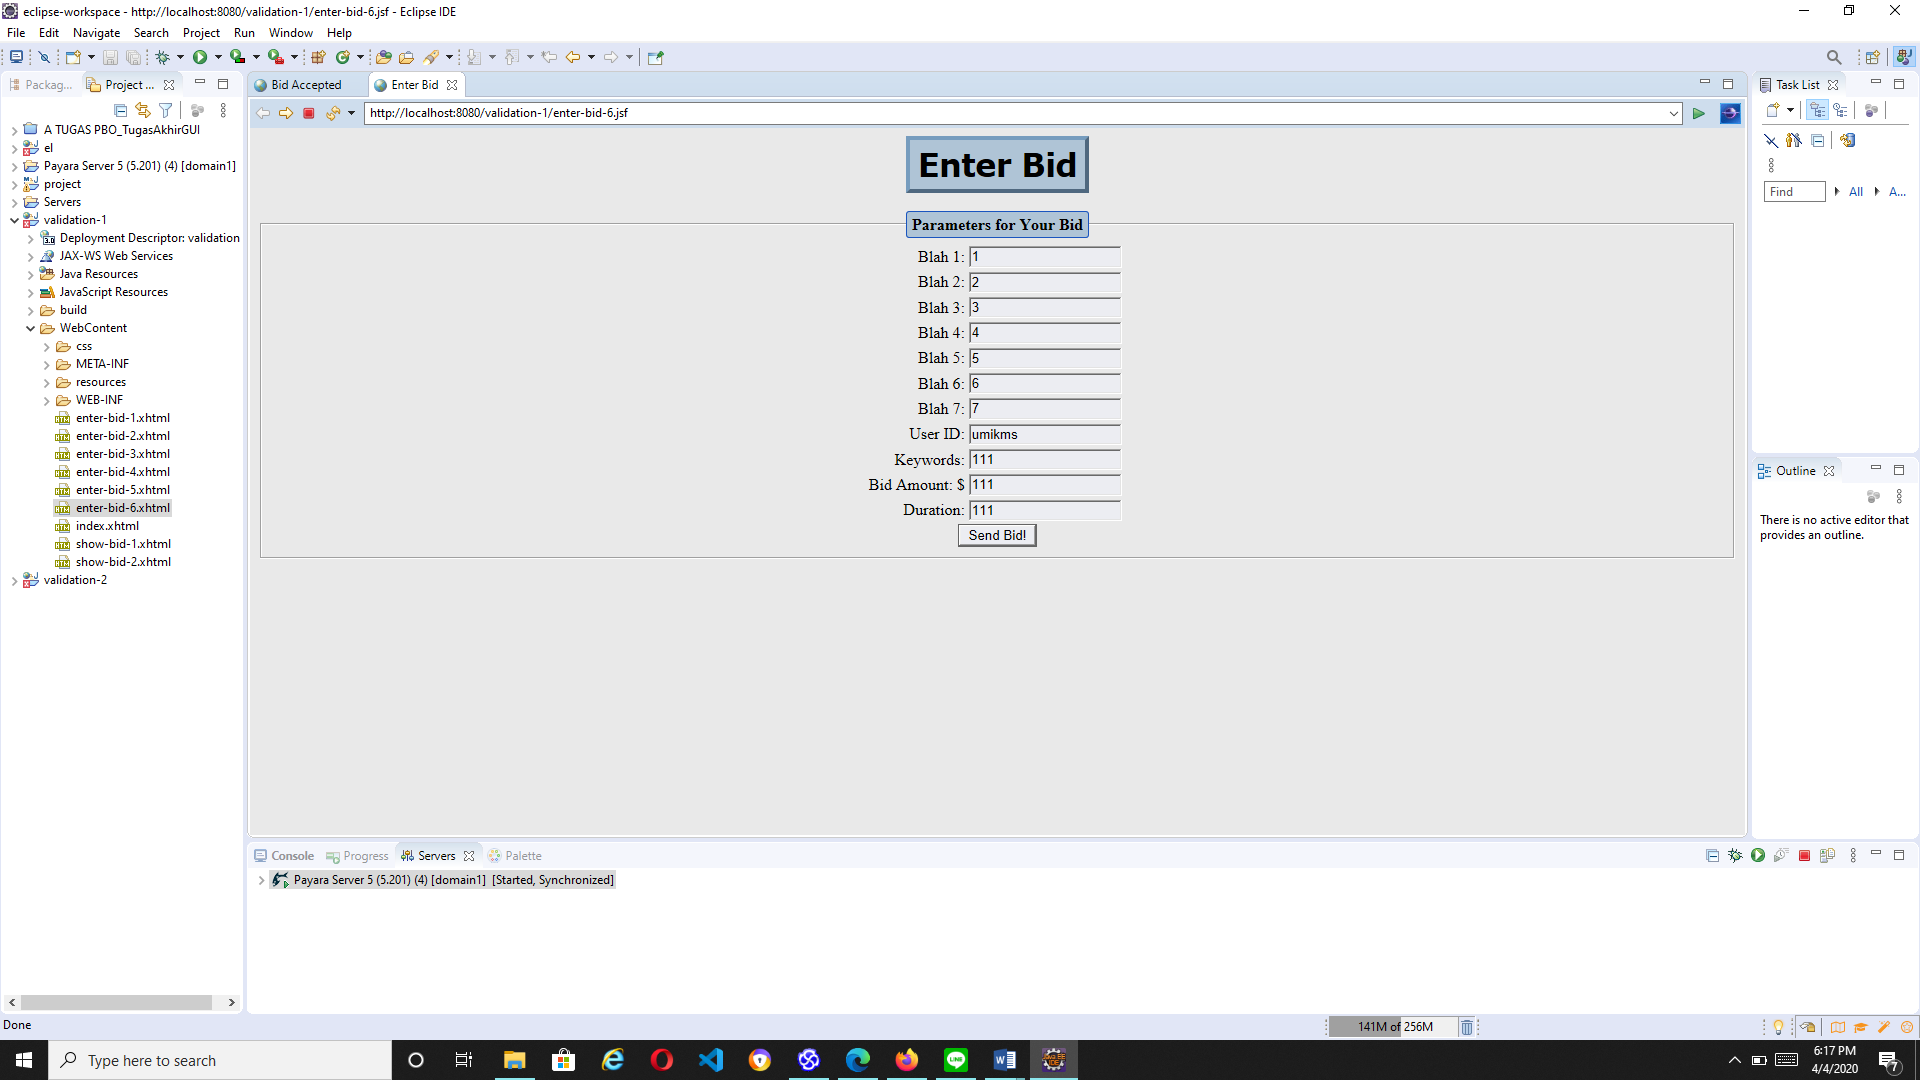 eclipse-workspace - http://localhost:8080/validation-1/enter-bid-6.jsf - Eclipse IDE
File Edit Navigate Search Project Run Window Help
Packag... Project ...
A TUGAS PBO_TugasAkhirGUI
el
Payara Server 5 (5.201) (4) [domain1]
project
Servers
validation-1
Deployment Descriptor: validation
JAX-WS Web Services
Java Resources
JavaScript Resources
build
WebContent
css
META-INF
resources
WEB-INF
enter-bid-1.xhtml
enter-bid-2.xhtml
enter-bid-3.xhtml
enter-bid-4.xhtml
enter-bid-5.xhtml
enter-bid-6.xhtml
index.xhtml
show-bid-1.xhtml
show-bid-2.xhtml
validation-2
Bid Accepted Enter Bid
http://localhost:8080/validation-1/enter-bid-6.jsf
Enter Bid
Parameters for Your Bid
Blah 1: 1
Blah 2: 2
Blah 3: 3
Blah 4: 4
Blah 5: 5
Blah 6: 6
Blah 7: 7
User ID: umikms
Keywords: 111
Bid Amount: $ 111
Duration: 111
Send Bid!
Task List
Find All A...
Outline
There is no active editor that
provides an outline.
Console Progress Servers Palette
Payara Server 5 (5.201) (4) [domain1] [Started, Synchronized]
Done
141M of 256M
Type here to search
6:17 PM
4/4/2020
7